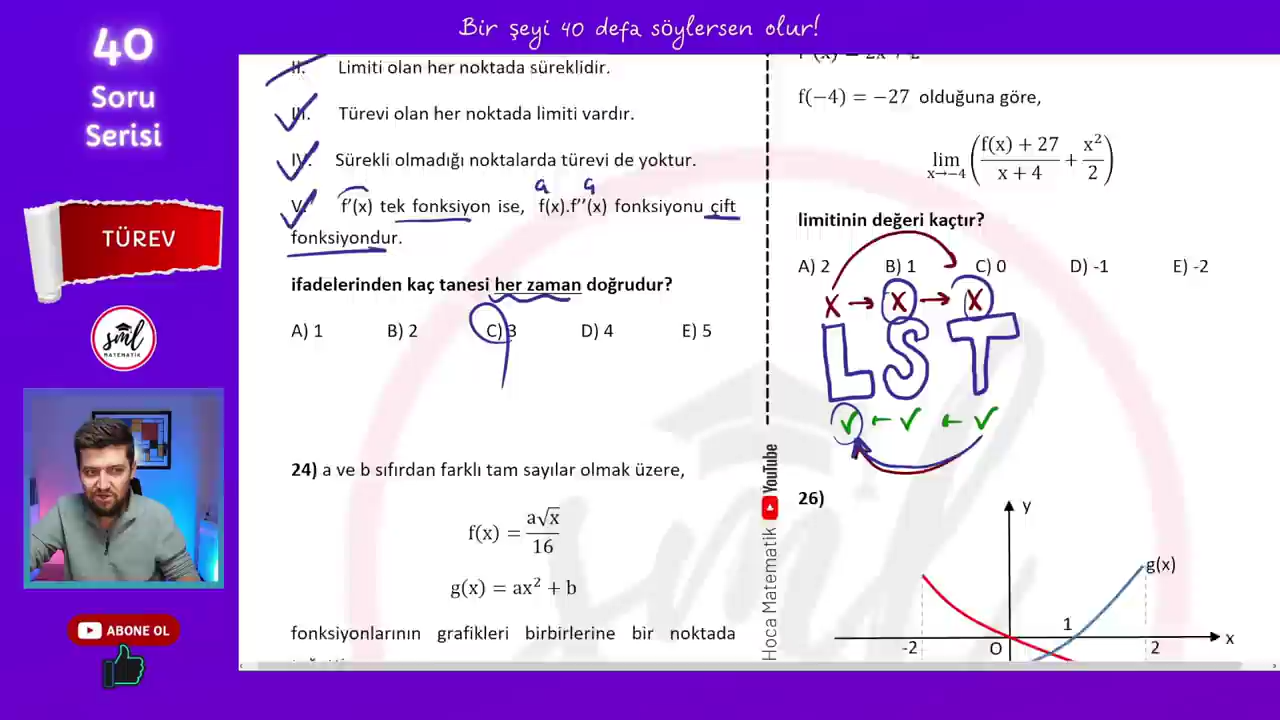 Bir şeyi 40 defa söylersen olur!
40
Soru
Serisi
TÜREV
sml
MATEMATİK
ABONE OL
II. Limiti olan her noktada süreklidir.
III. Türevi olan her noktada limiti vardır.
IV. Sürekli olmadığı noktalarda türevi de yoktur.
V. f'(x) tek fonksiyon ise, f(x).f''(x) fonksiyonu çift
fonksiyondur.
ifadelerinden kaç tanesi her zaman doğrudur?
A) 1 B) 2 C) 3 D) 4 E) 5
24) a ve b sıfırdan farklı tam sayılar olmak üzere,
f(x) = a√x / 16
g(x) = ax² + b
fonksiyonlarının grafikleri birbirlerine bir noktada
Hoca Matematik YouTube
f(−4) = −27 olduğuna göre,
lim x→−4 (f(x) + 27 / x + 4 + x² / 2)
limitinin değeri kaçtır?
A) 2 B) 1 C) 0 D) -1 E) -2
X → X → X
L S T
✓ ← ✓ ← ✓
26)
y
g(x)
1
-2 O 2 x